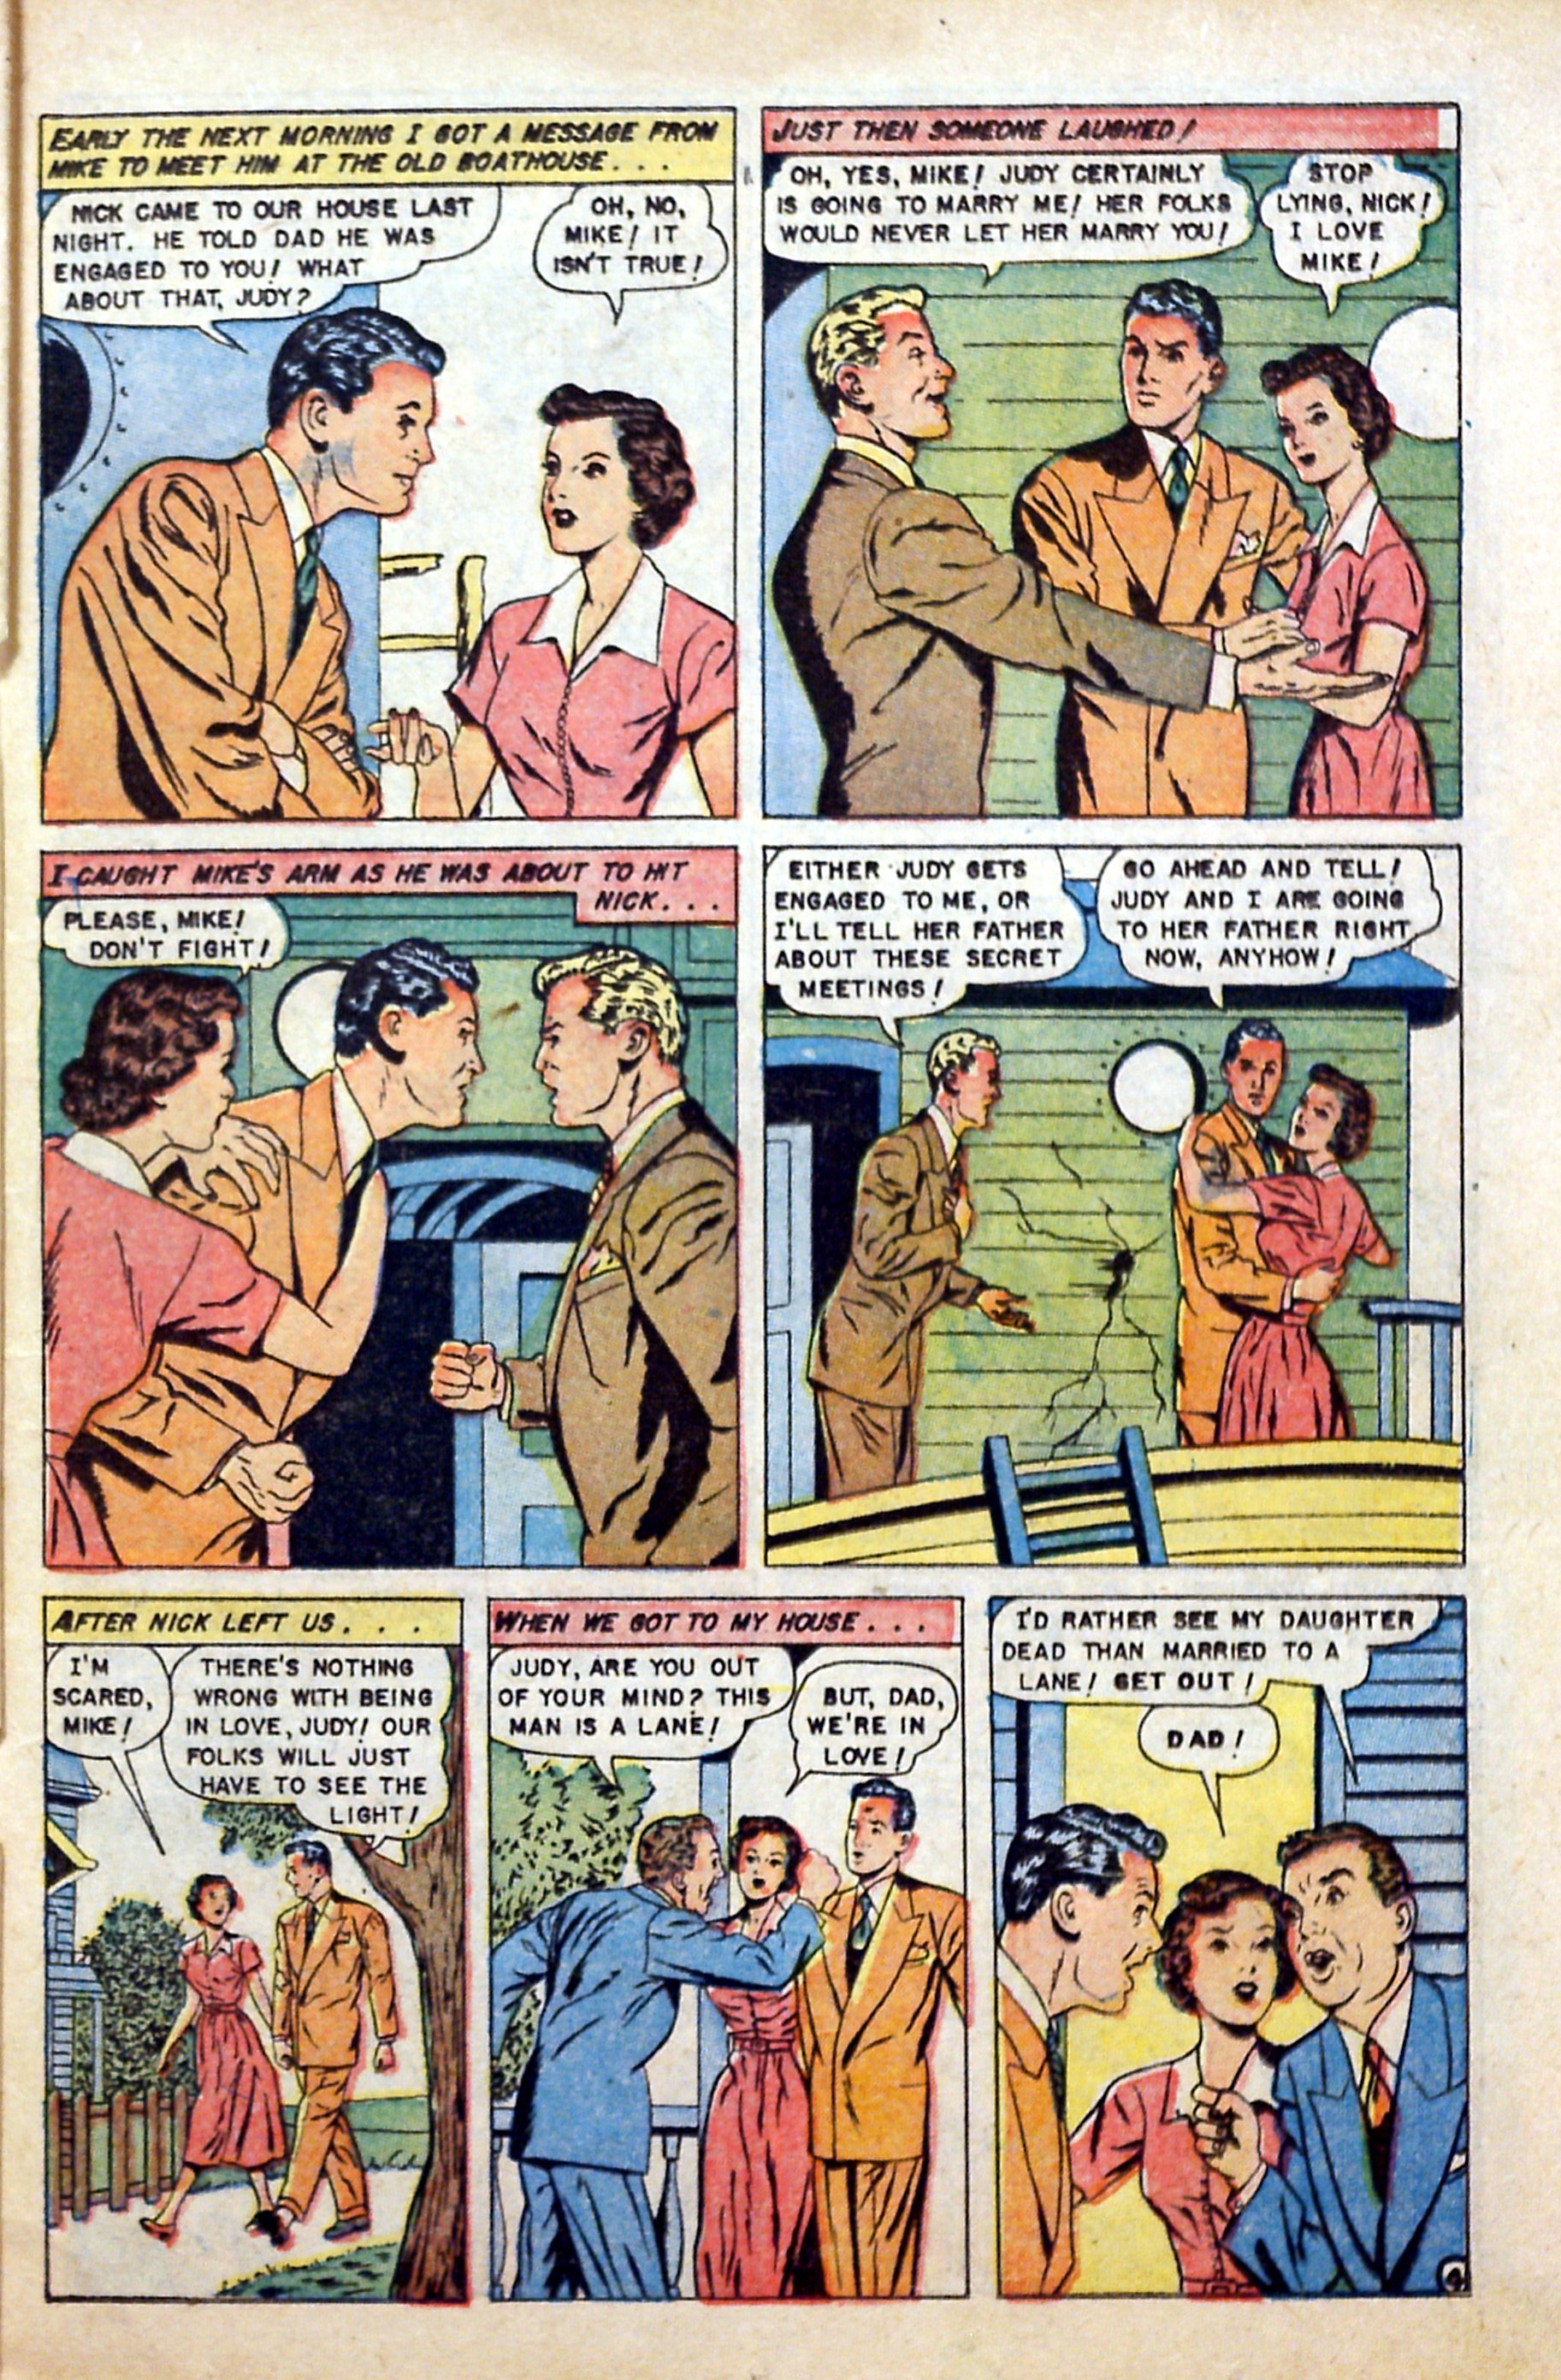 EARLY THE NEXT MORNING I GOT A MESSAGE FROM
MIKE TO MEET HIM AT THE OLD BOATHOUSE. . .
NICK CAME TO OUR HOUSE LAST
NIGHT. HE TOLD DAD HE WAS
ENGAGED TO YOU! WHAT
ABOUT THAT, JUDY?
OH, NO,
MIKE! IT
ISN'T TRUE!
JUST THEN SOMEONE LAUGHED!
OH, YES, MIKE! JUDY CERTAINLY
IS GOING TO MARRY ME! HER FOLKS
WOULD NEVER LET HER MARRY YOU!
STOP
LYING, NICK!
I LOVE
MIKE!
I CAUGHT MIKE'S ARM AS HE WAS ABOUT TO HIT
NICK. . .
PLEASE, MIKE!
DON'T FIGHT!
EITHER JUDY GETS
ENGAGED TO ME, OR
I'LL TELL HER FATHER
ABOUT THESE SECRET
MEETINGS!
GO AHEAD AND TELL!
JUDY AND I ARE GOING
TO HER FATHER RIGHT
NOW, ANYHOW!
AFTER NICK LEFT US. . .
I'M
SCARED,
MIKE!
THERE'S NOTHING
WRONG WITH BEING
IN LOVE, JUDY! OUR
FOLKS WILL JUST
HAVE TO SEE THE
LIGHT!
WHEN WE GOT TO MY HOUSE . . .
JUDY, ARE YOU OUT
OF YOUR MIND? THIS
MAN IS A LANE!
BUT, DAD,
WE'RE IN
LOVE!
I'D RATHER SEE MY DAUGHTER
DEAD THAN MARRIED TO A
LANE! GET OUT!
DAD!